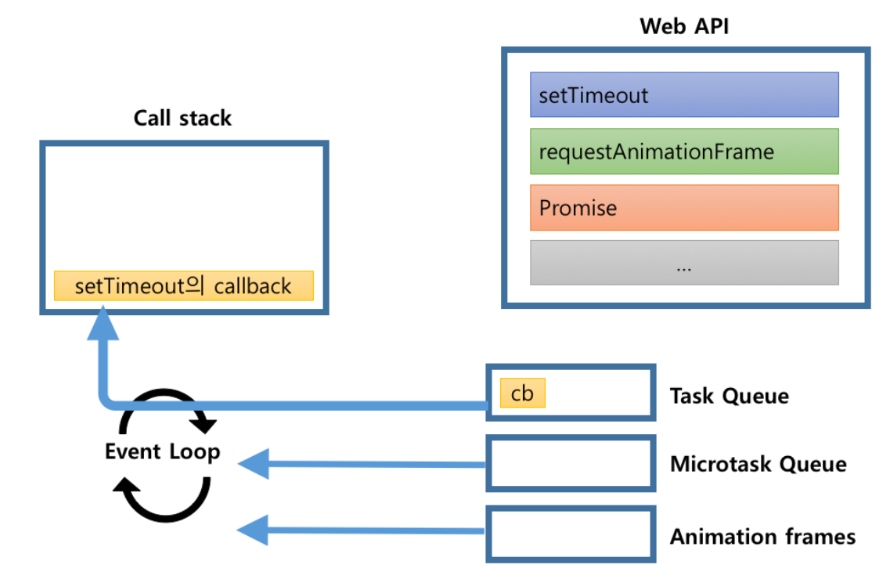 Web API
setTimeout
requestAnimationFrame
Promise
...
Call stack
setTimeout의 callback
Event Loop
cb
Task Queue
Microtask Queue
Animation frames